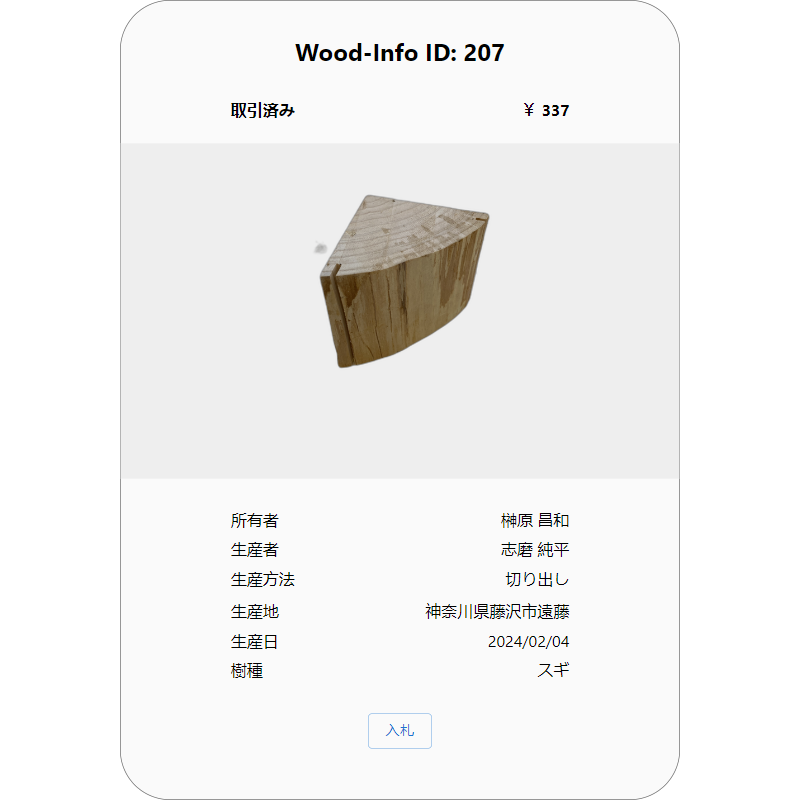 Wood-Info ID: 207
取引済み ￥ 337
所有者 榊原 昌和
生産者 志磨 純平
生産方法 切り出し
生産地 神奈川県藤沢市遠藤
生産日 2024/02/04
樹種 スギ
入札